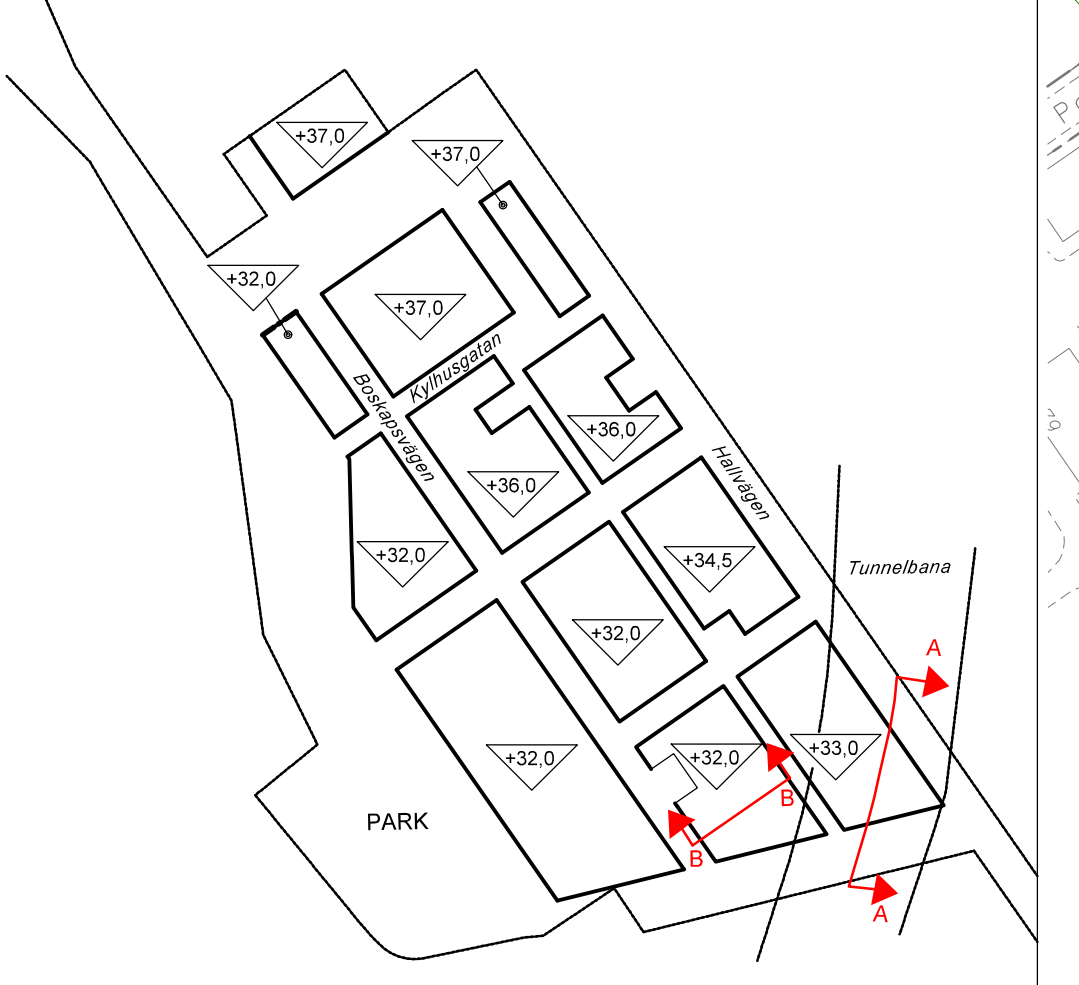 +37,0
+37,0
+32,0
+37,0
Kylhusgatan
Boskapsvägen
+36,0
+36,0
Hallvägen
+32,0
+34,5
Tunnelbana
+32,0
A
+32,0
+32,0
+33,0
B
PARK
B
A